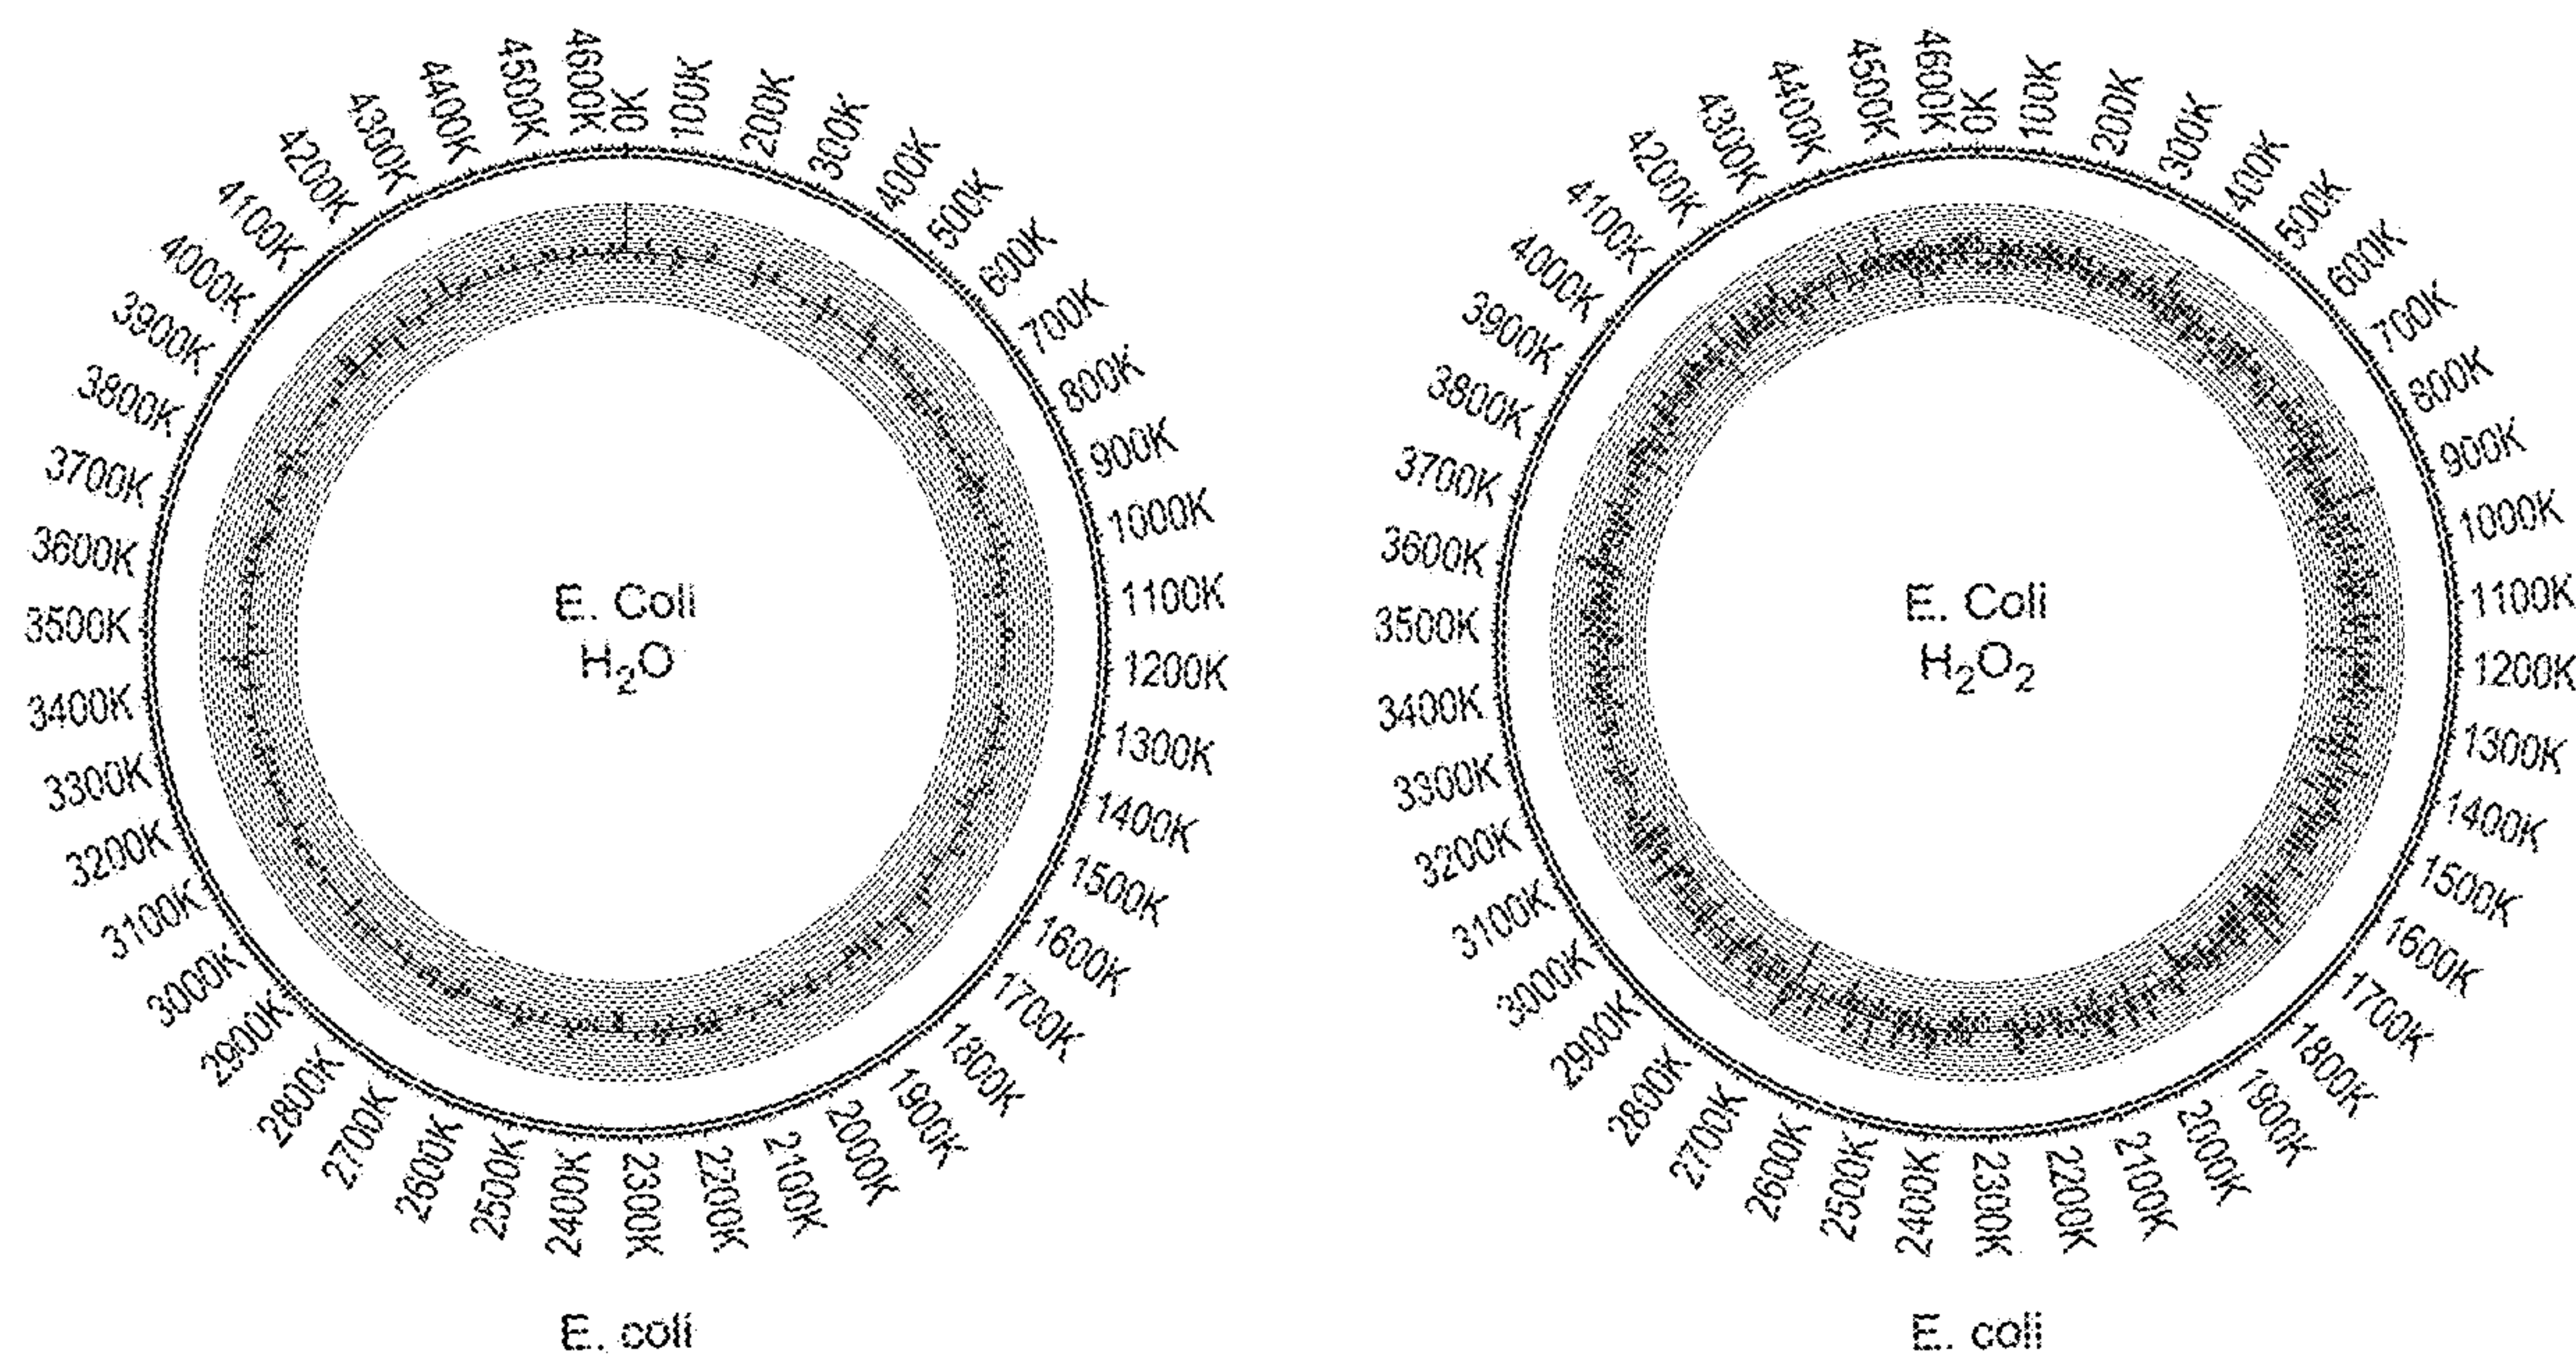 0K
100K
200K
300K
400K
500K
600K
700K
800K
900K
1000K
1100K
1200K
1300K
1400K
1500K
1600K
1700K
1800K
1900K
2000K
2100K
2200K
2300K
2400K
2500K
2600K
2700K
2800K
2900K
3000K
3100K
3200K
3300K
3400K
3500K
3600K
3700K
3800K
3900K
4000K
4100K
4200K
4300K
4400K
4500K
4600K
E. Coli
H₂O
E. coli
0K
100K
200K
300K
400K
500K
600K
700K
800K
900K
1000K
1100K
1200K
1300K
1400K
1500K
1600K
1700K
1800K
1900K
2000K
2100K
2200K
2300K
2400K
2500K
2600K
2700K
2800K
2900K
3000K
3100K
3200K
3300K
3400K
3500K
3600K
3700K
3800K
3900K
4000K
4100K
4200K
4300K
4400K
4500K
4600K
E. Coli
H₂O₂
E. coli